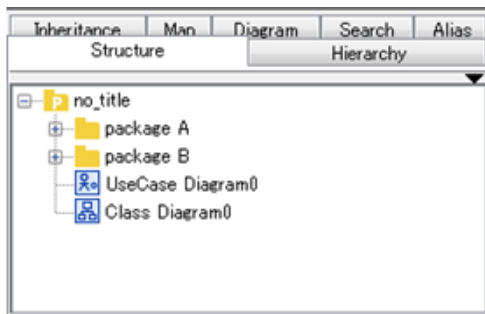 Inheritance Map Diagram Search Alias
Structure Hierarchy
no_title
package A
package B
UseCase Diagram0
Class Diagram0